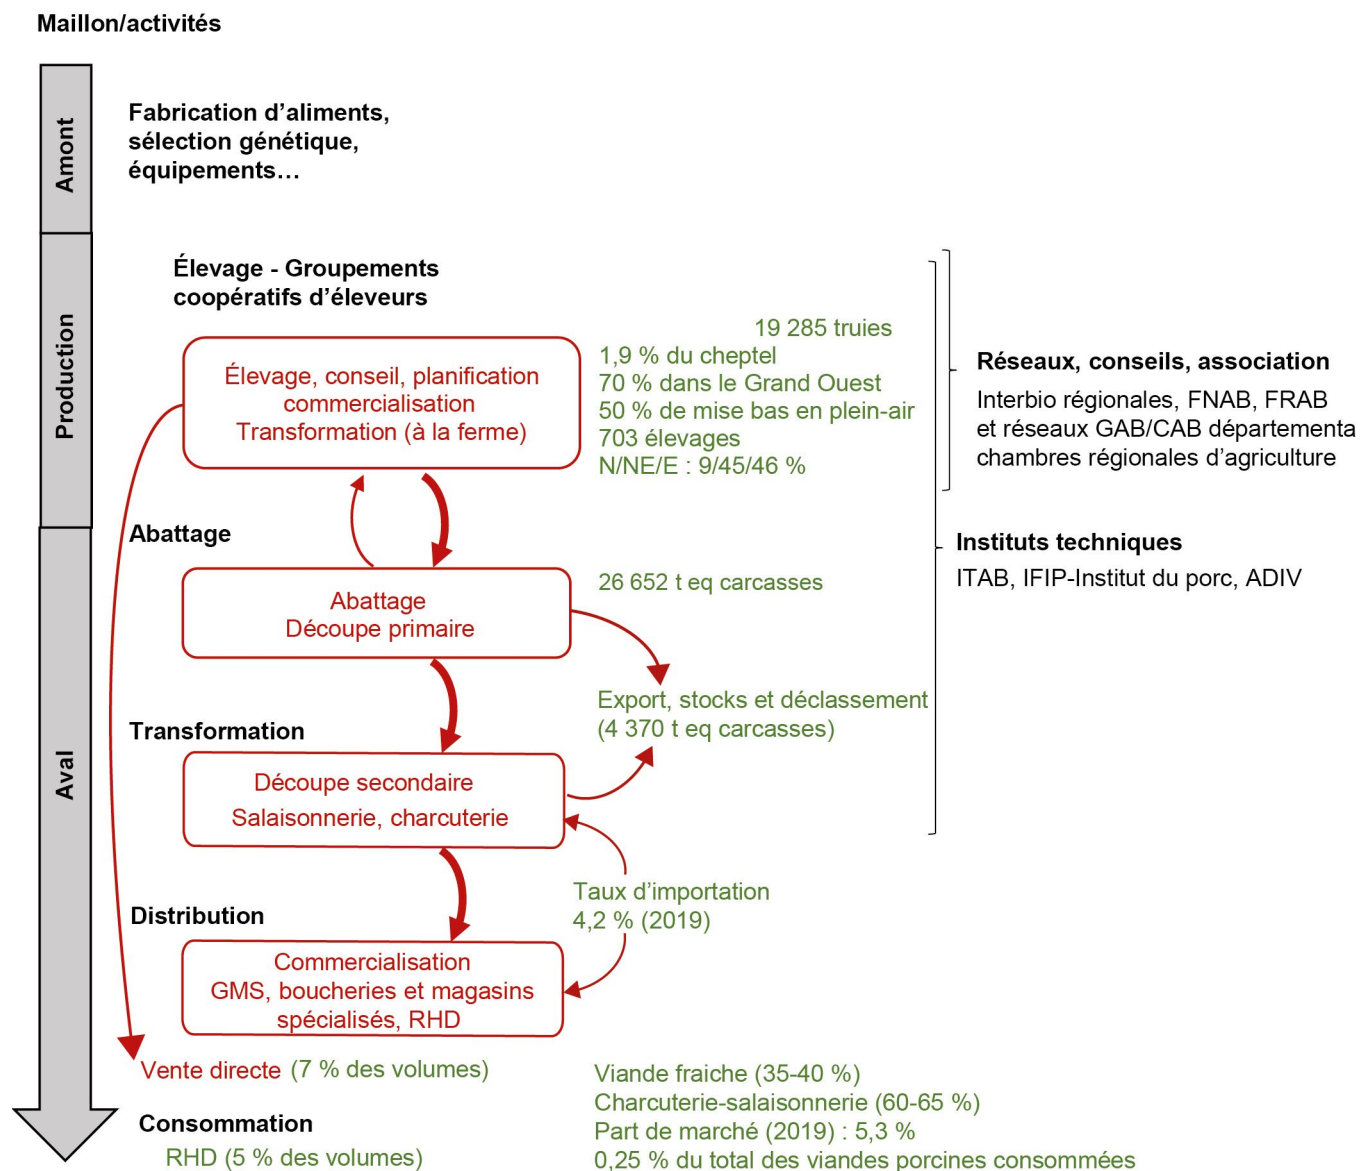 Maillon/activités
Amont
Fabrication d’aliments,
sélection génétique,
équipements…
Production
Élevage - Groupements
coopératifs d’éleveurs
Élevage, conseil, planification
commercialisation
Transformation (à la ferme)
19 285 truies
1,9 % du cheptel
70 % dans le Grand Ouest
50 % de mise bas en plein-air
703 élevages
N/NE/E : 9/45/46 %
Réseaux, conseils, association
Interbio régionales, FNAB, FRAB
et réseaux GAB/CAB départementa
chambres régionales d’agriculture
Aval
Abattage
Abattage
Découpe primaire
26 652 t eq carcasses
Instituts techniques
ITAB, IFIP-Institut du porc, ADIV
Export, stocks et déclassement
(4 370 t eq carcasses)
Transformation
Découpe secondaire
Salaisonnerie, charcuterie
Taux d’importation
4,2 % (2019)
Distribution
Commercialisation
GMS, boucheries et magasins
spécialisés, RHD
Vente directe (7 % des volumes)
Consommation
RHD (5 % des volumes)
Viande fraiche (35-40 %)
Charcuterie-salaisonnerie (60-65 %)
Part de marché (2019) : 5,3 %
0,25 % du total des viandes porcines consommées